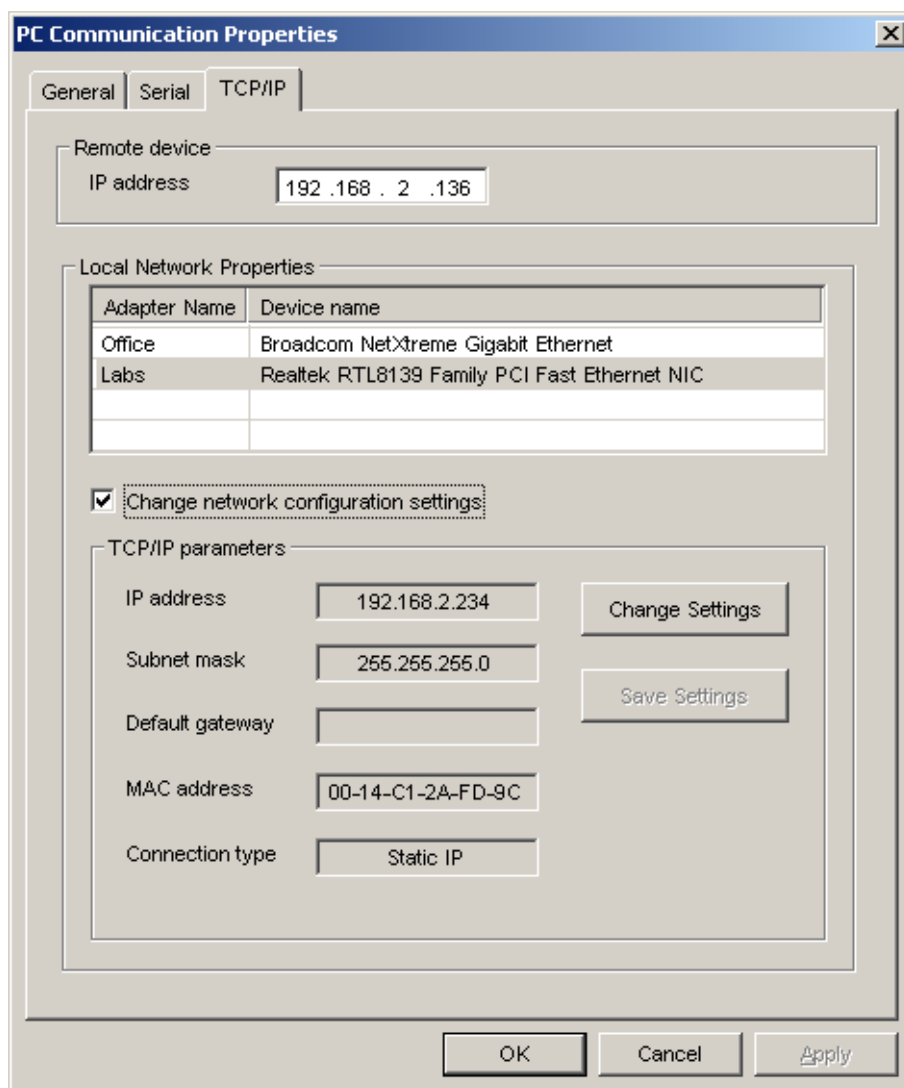 PC Communication Properties
General Serial TCP/IP
Remote device
IP address 192 .168 . 2 .136
Local Network Properties
Adapter Name Device name
Office Broadcom NetXtreme Gigabit Ethernet
Labs Realtek RTL8139 Family PCI Fast Ethernet NIC
Change network configuration settings
TCP/IP parameters
IP address 192.168.2.234 Change Settings
Subnet mask 255.255.255.0
Save Settings
Default gateway
MAC address 00-14-C1-2A-FD-9C
Connection type Static IP
OK Cancel Apply